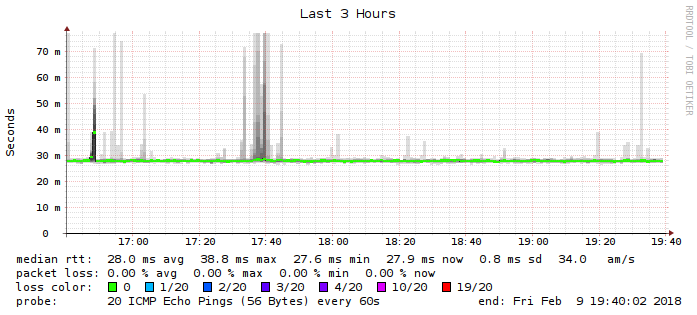 Last 3 Hours
RRDTOOL / TOBI OETIKER
Seconds
70 m
60 m
50 m
40 m
30 m
20 m
10 m
0
17:00 17:20 17:40 18:00 18:20 18:40 19:00 19:20 19:40
median rtt: 28.0 ms avg 38.8 ms max 27.6 ms min 27.9 ms now 0.8 ms sd 34.0 am/s
packet loss: 0.00 % avg 0.00 % max 0.00 % min 0.00 % now
loss color: 0 1/20 2/20 3/20 4/20 10/20 19/20
probe: 20 ICMP Echo Pings (56 Bytes) every 60s end: Fri Feb 9 19:40:02 2018